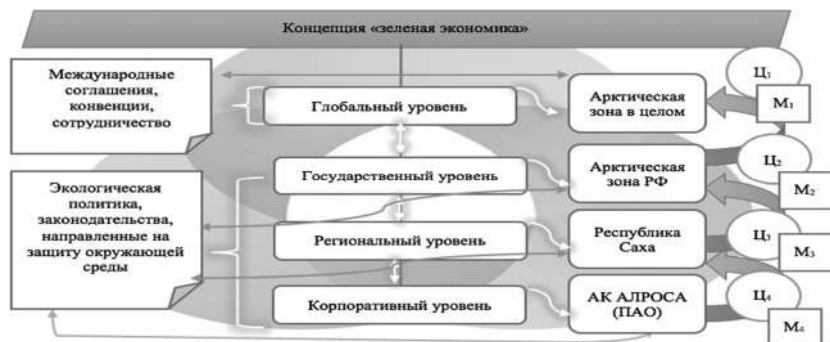 Концепция «зеленая экономика»
Международные
соглашения,
конвенции,
сотрудничество
Глобальный уровень
Арктическая
зона в целом
Ц₁
М₁
Экологическая
политика,
законодательства,
направленные на
защиту окружающей
среды
Государственный уровень
Арктическая
зона РФ
Ц₂
М₂
Региональный уровень
Республика
Саха
Ц₃
М₃
Корпоративный уровень
АК АЛРОСА
(ПАО)
Ц₄
М₄